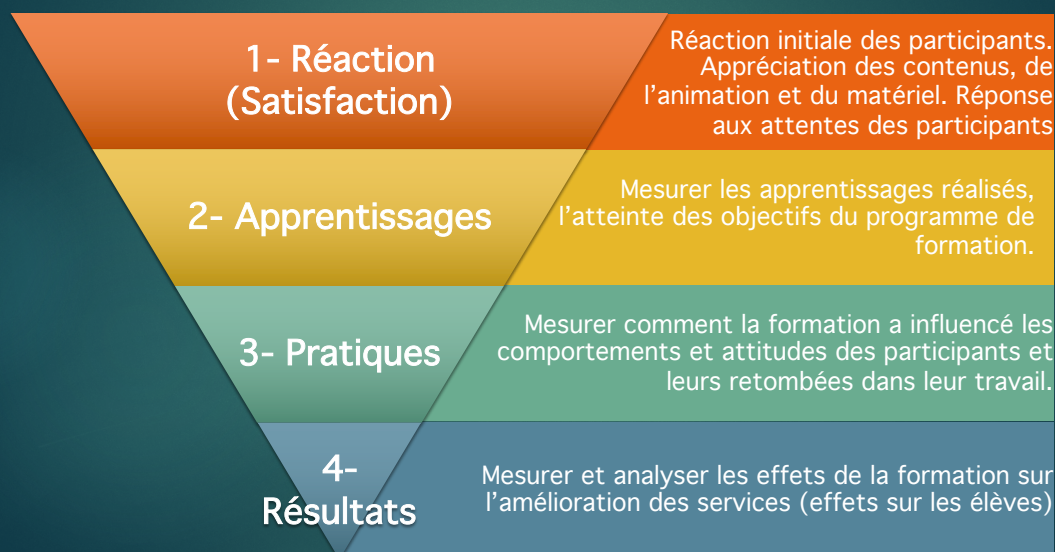 1- Réaction
(Satisfaction)
Réaction initiale des participants.
Appréciation des contenus, de
l’animation et du matériel. Réponse
aux attentes des participants
2- Apprentissages
Mesurer les apprentissages réalisés,
l’atteinte des objectifs du programme de
formation.
3- Pratiques
Mesurer comment la formation a influencé les
comportements et attitudes des participants et
leurs retombées dans leur travail.
4-
Résultats
Mesurer et analyser les effets de la formation sur
l’amélioration des services (effets sur les élèves)